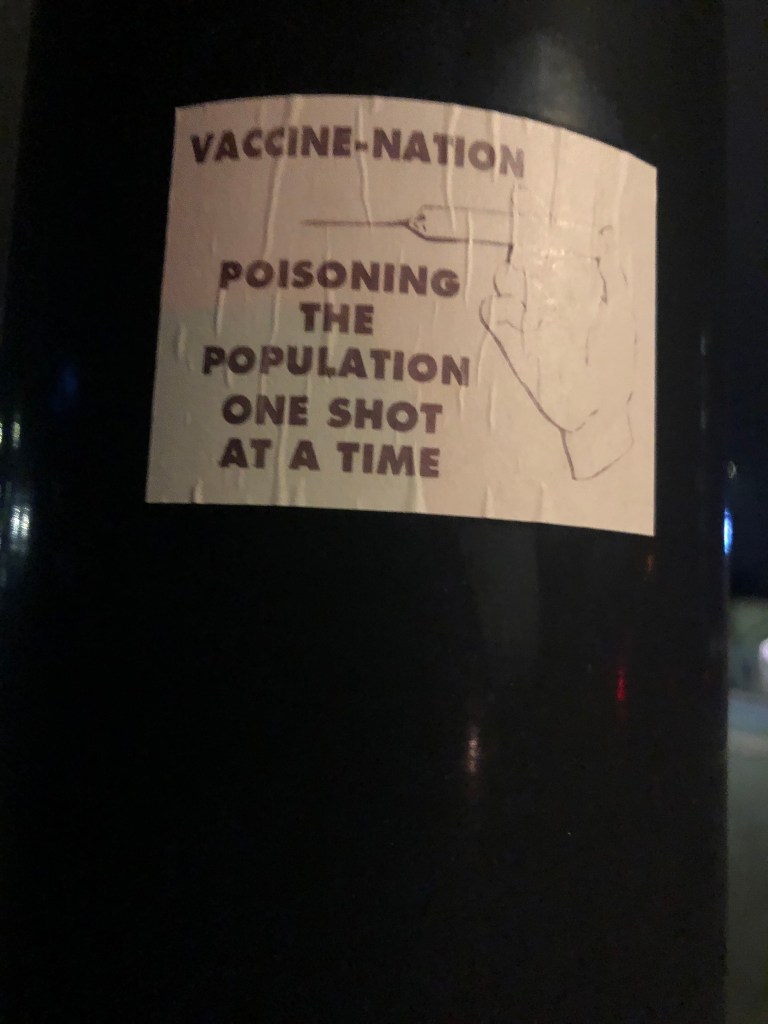 VACCINE-NATION
POISONING
THE
POPULATION
ONE SHOT
AT A TIME